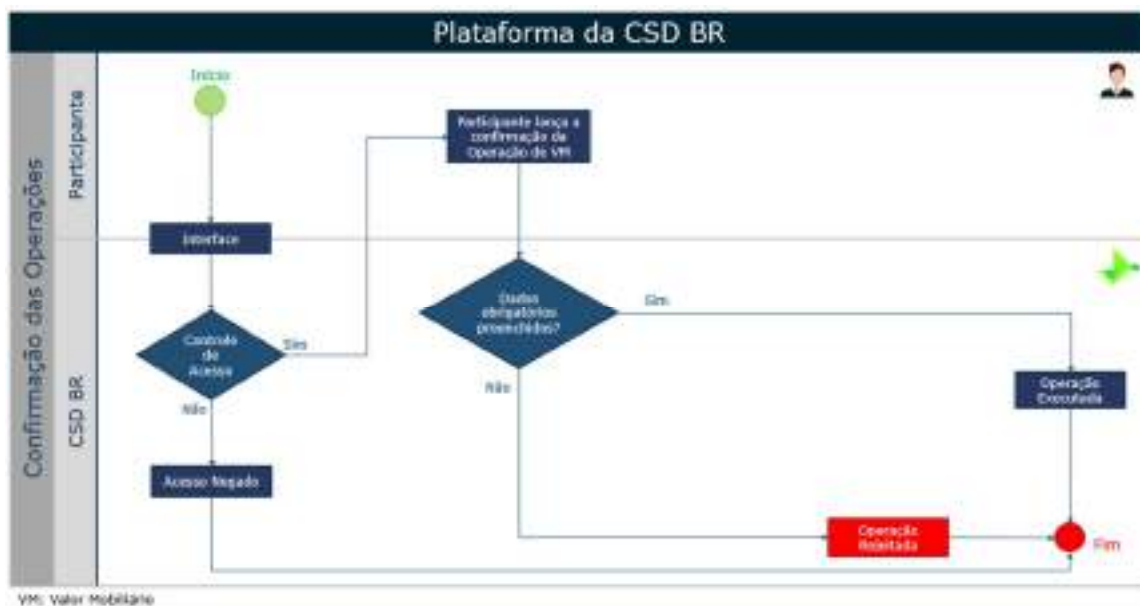 Plataforma da CSD BR
Confirmação das Operações
Participante
CSD BR
Início
Participante lança a
confirmação da
Operação de VM
Interface
Controle
de
Acesso
Sim
Não
Acesso Negado
Dados
obrigatórios
preenchidos?
Sim
Não
Operação
Executada
Operação
Rejeitada
Fim
VM: Valor Mobiliário